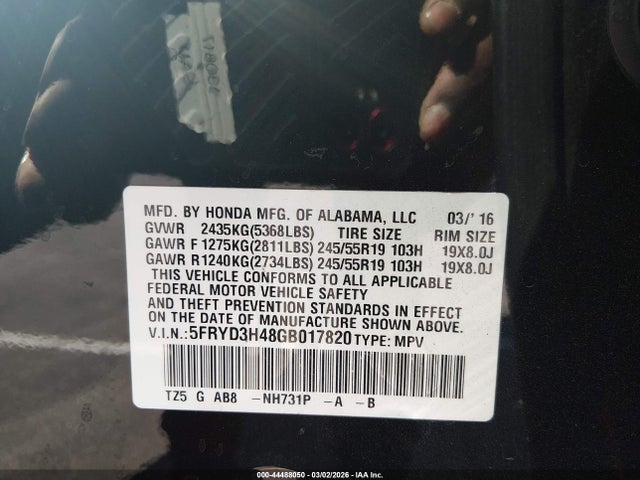 MFD. BY HONDA MFG. OF ALABAMA, LLC 03/' 16
GVWR 2435KG(5368LBS) TIRE SIZE RIM SIZE
GAWR F 1275KG(2811LBS) 245/55R19 103H 19X8.0J
GAWR R1240KG(2734LBS) 245/55R19 103H 19X8.0J
THIS VEHICLE CONFORMS TO ALL APPLICABLE
FEDERAL MOTOR VEHICLE SAFETY
AND THEFT PREVENTION STANDARDS IN EFFECT
ON THE DATE OF MANUFACTURE SHOWN ABOVE.
V.I.N.:5FRYD3H48GB017820 TYPE: MPV
TZ5 G AB8 -NH731P -A -B
000-44488050 - 03/02/2026 - IAA Inc.